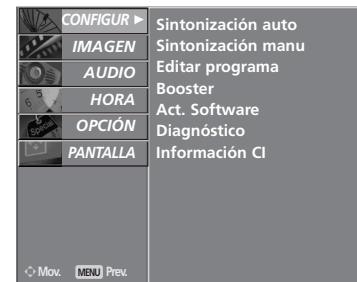 CONFIGUR ►
IMAGEN
AUDIO
HORA
Special
OPCIÓN
PANTALLA
Sintonización auto
Sintonización manu
Editar programa
Booster
Act. Software
Diagnóstico
Información CI
Mov. MENU Prev.